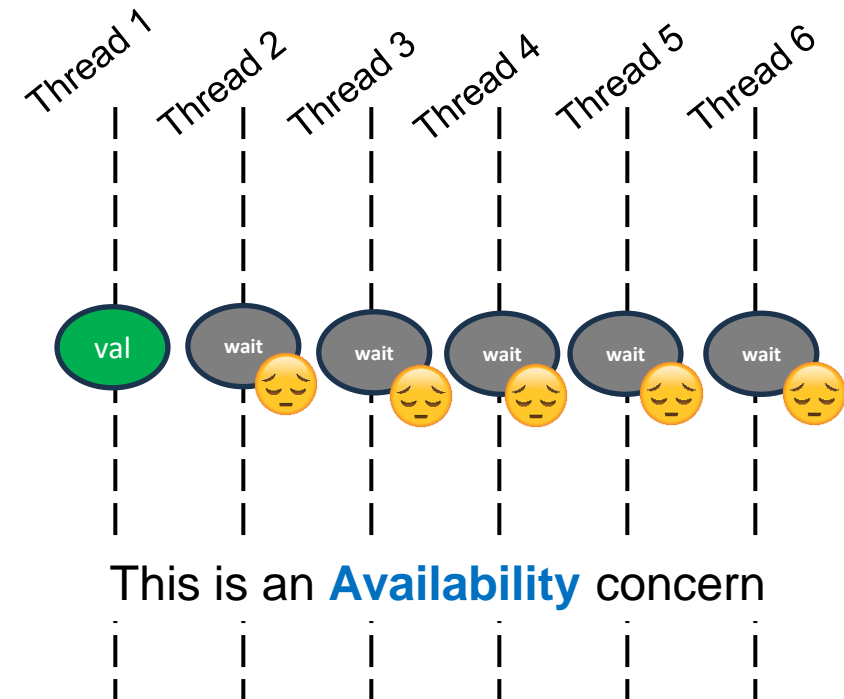 Thread 1
Thread 2
Thread 3
Thread 4
Thread 5
Thread 6
val
wait
wait
wait
wait
wait
This is an Availability concern